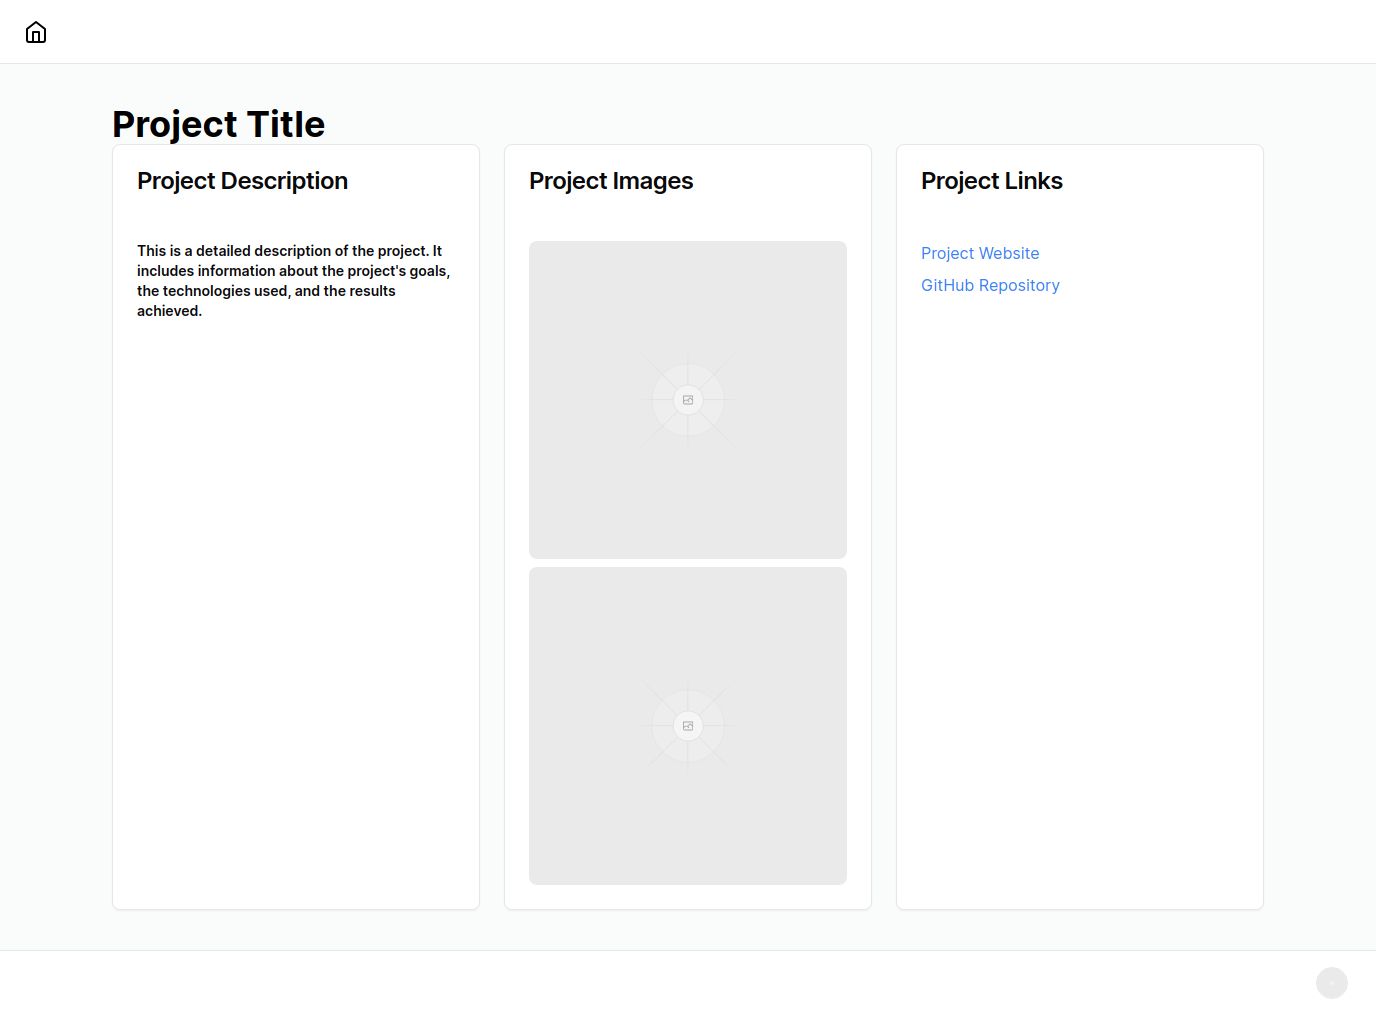 Project Title
Project Description
This is a detailed description of the project. It
includes information about the project's goals,
the technologies used, and the results
achieved.
Project Images
Project Links
Project Website
GitHub Repository